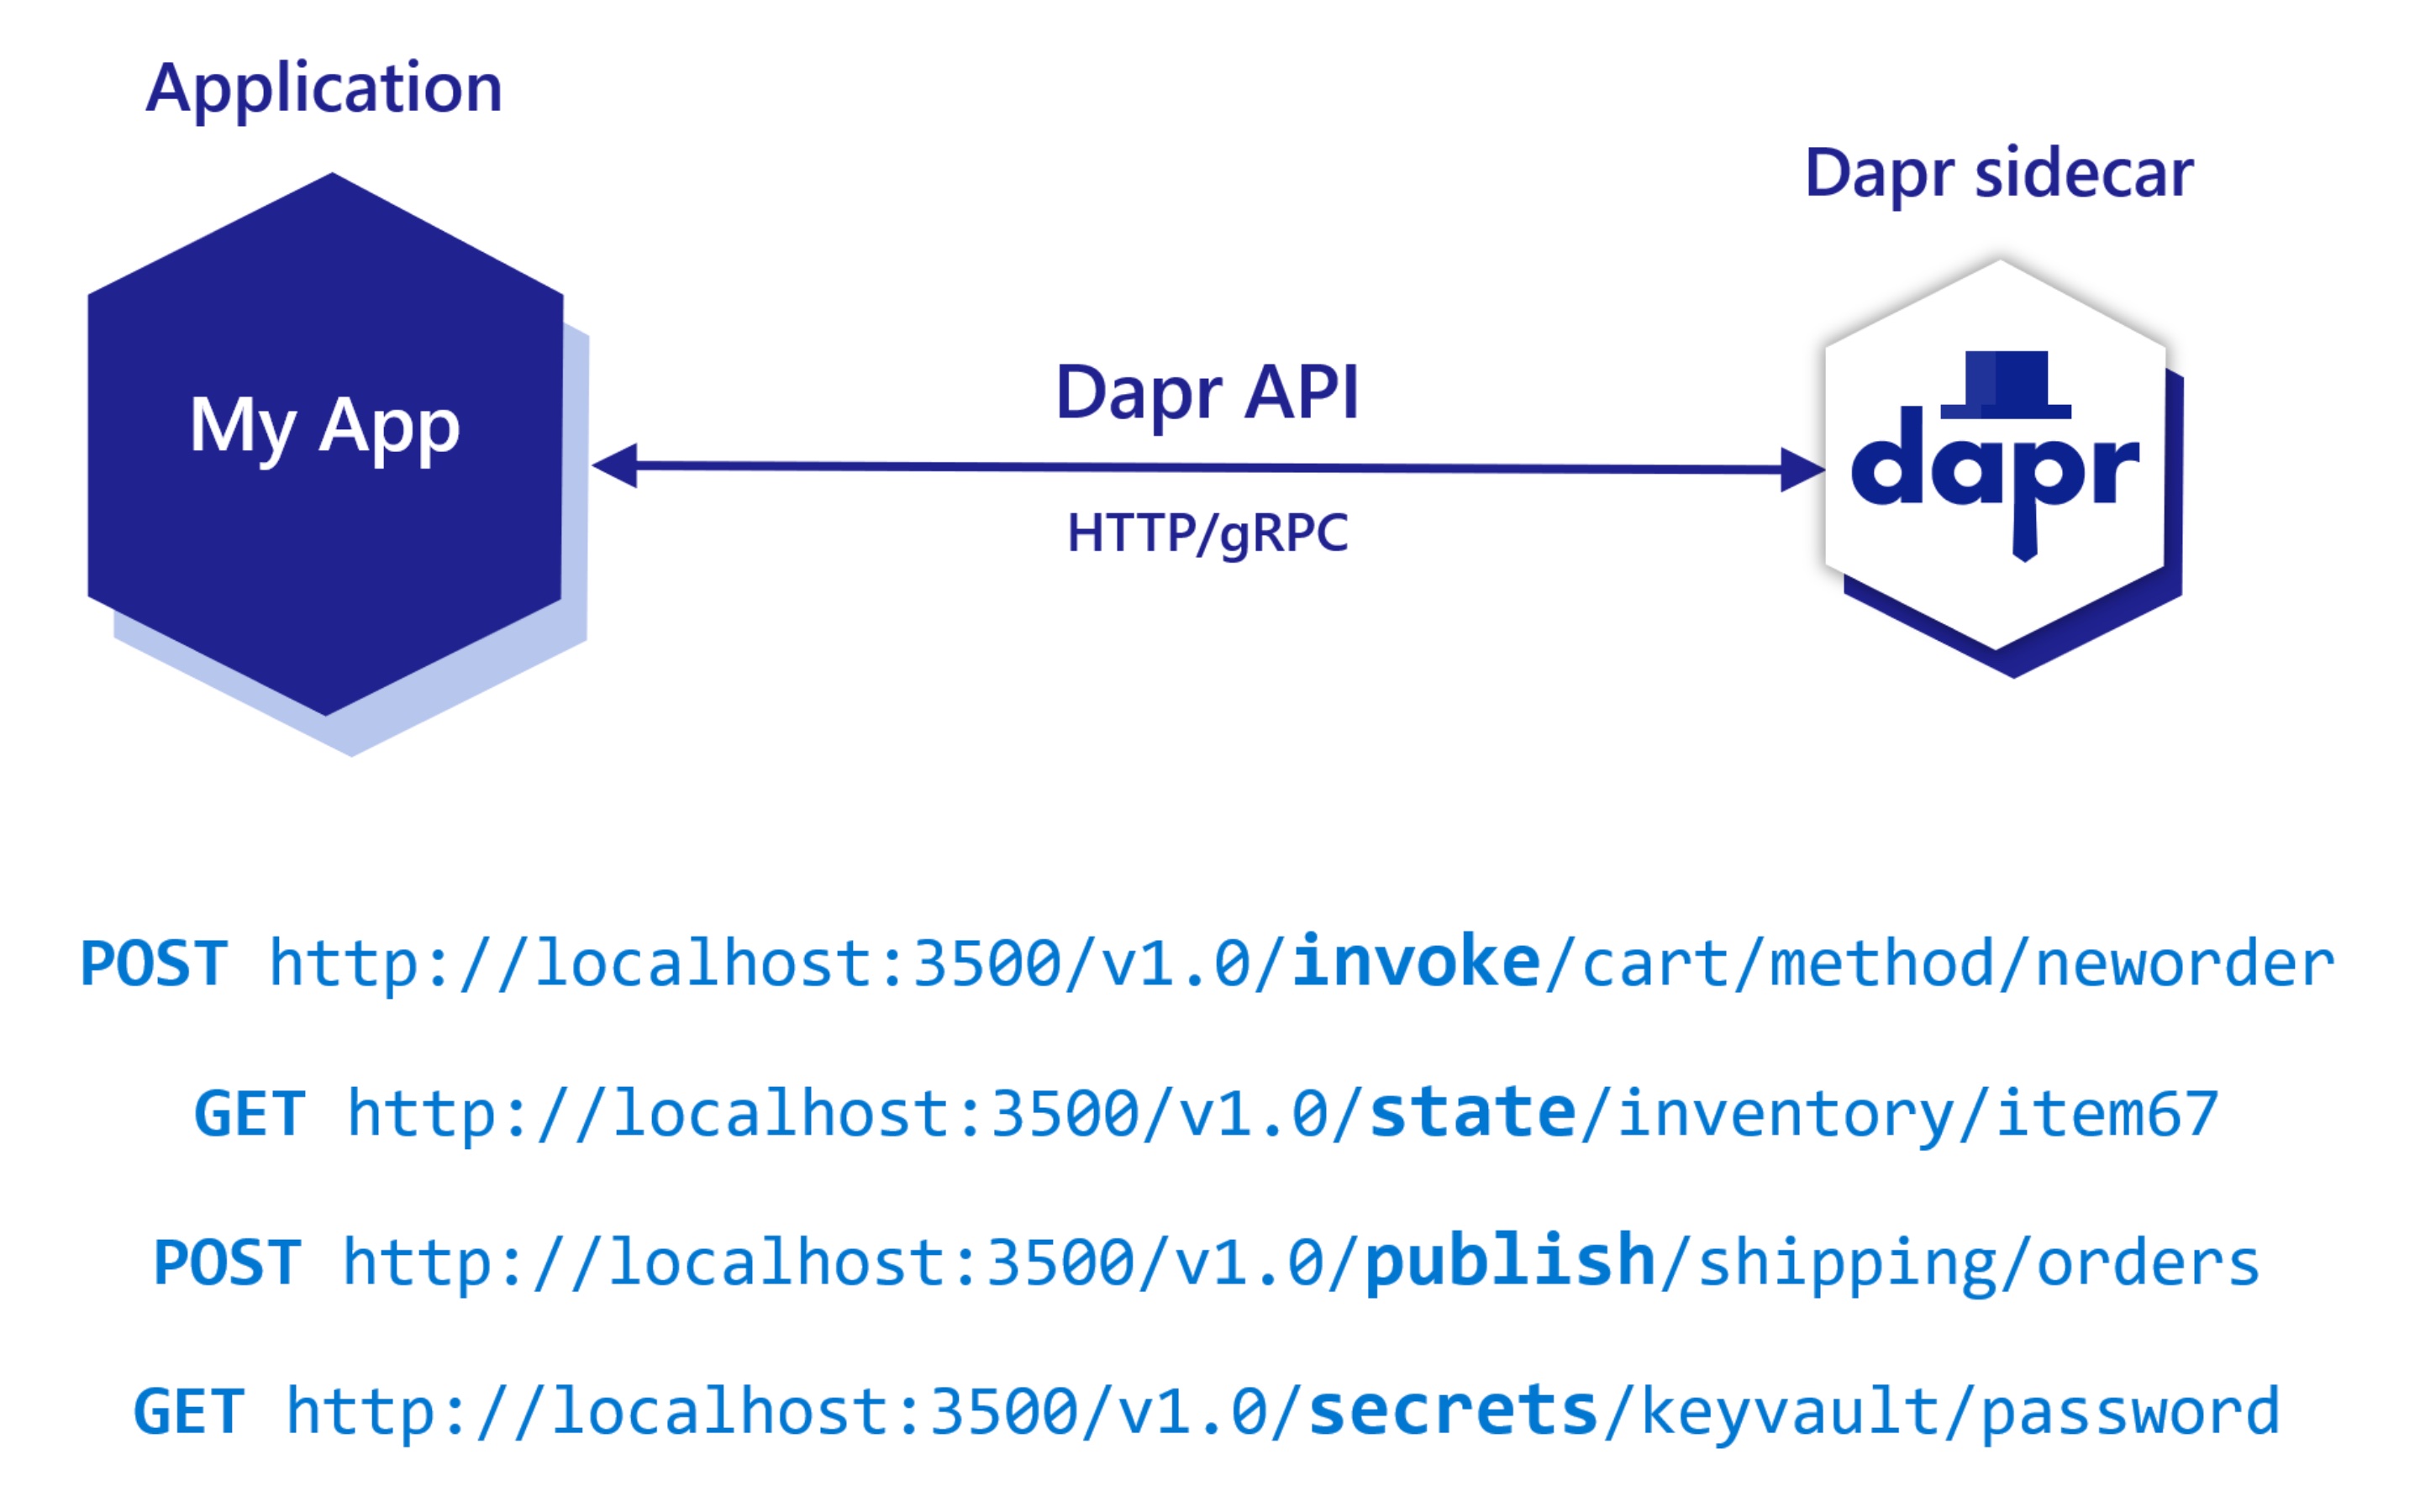 Application
Dapr sidecar
My App
Dapr API
HTTP/gRPC
dapr
POST http://localhost:3500/v1.0/invoke/cart/method/neworder
GET http://localhost:3500/v1.0/state/inventory/item67
POST http://localhost:3500/v1.0/publish/shipping/orders
GET http://localhost:3500/v1.0/secrets/keyvault/password